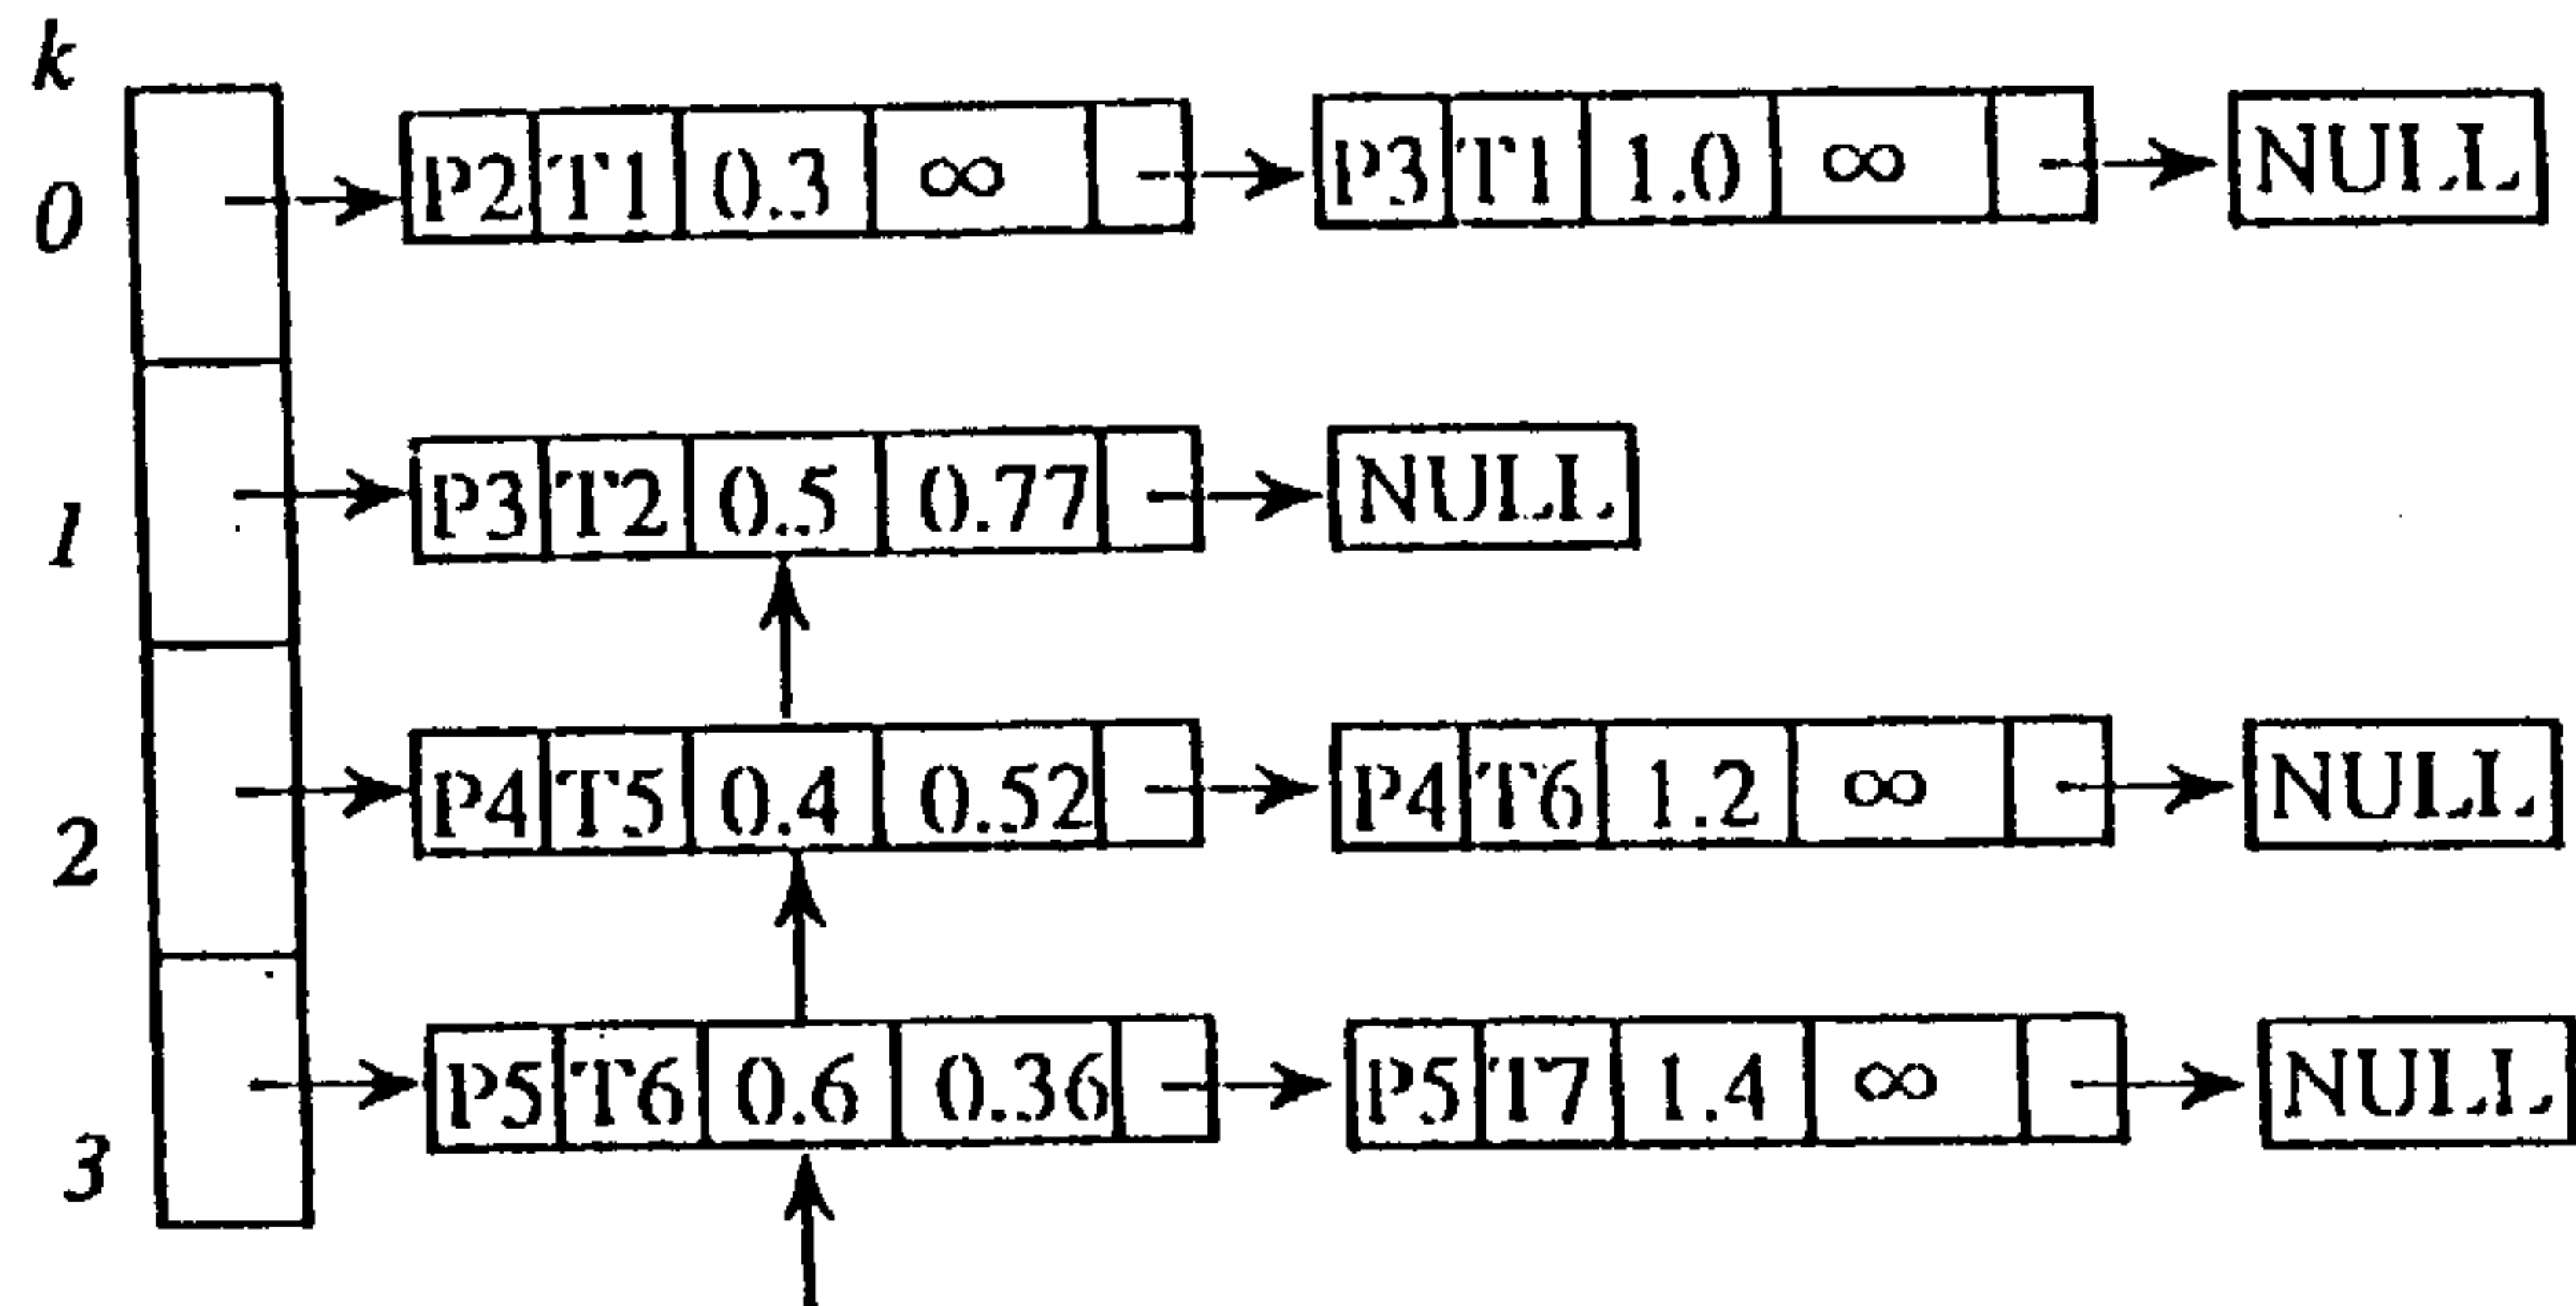 k
0 P2 T1 0.3 ∞ P3 T1 1.0 ∞ NULL
1 P3 T2 0.5 0.77 NULL
2 P4 T5 0.4 0.52 P4 T6 1.2 ∞ NULL
3 P5 T6 0.6 0.36 P5 T7 1.4 ∞ NULL